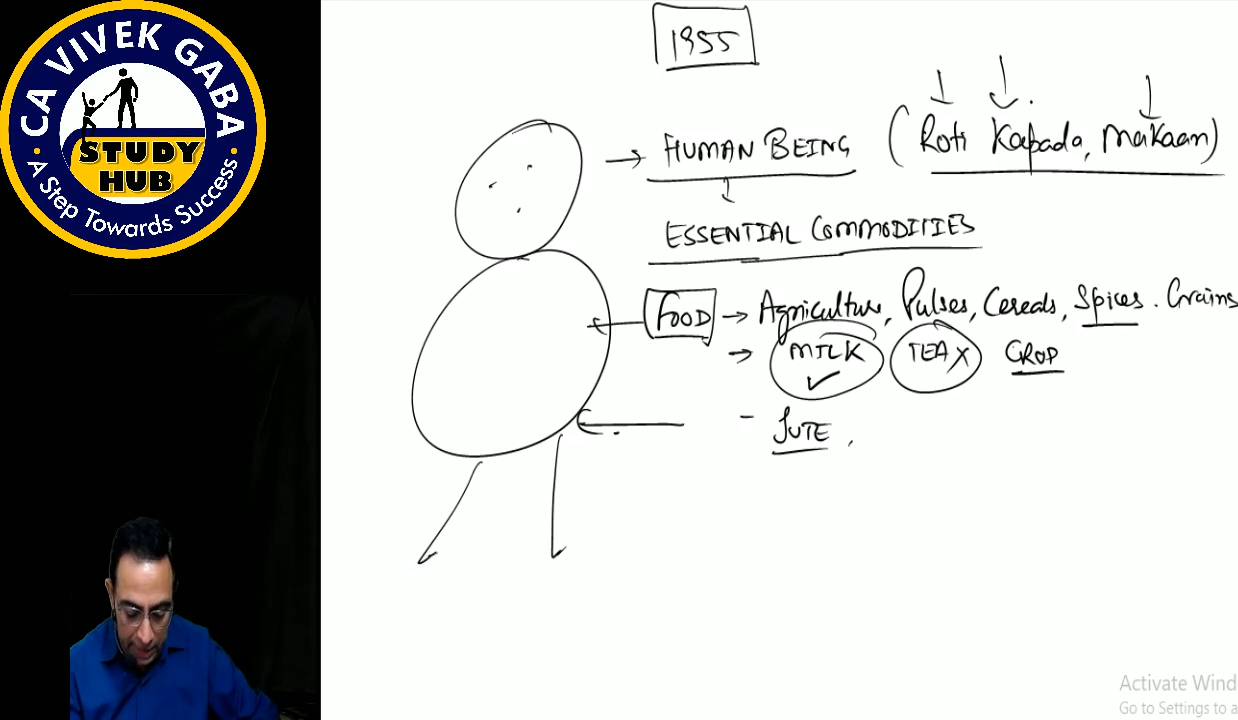 CA VIVEK GABA
STUDY
HUB
• A Step Towards Success •
1955
→ HUMAN BEING (Roti Kapada, Makaan)
ESSENTIAL COMMODITIES
FOOD → Agriculture, Pulses, Cereals, Spices. Grains
→ MILK ✓ TEA X CROP
- JUTE,
Activate Wind
Go to Settings to a